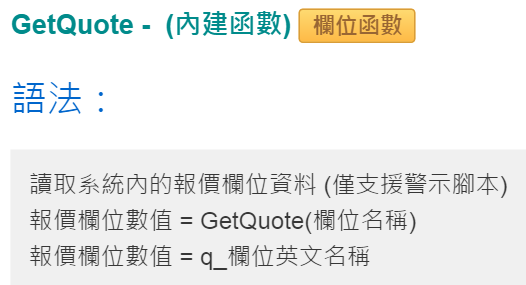 GetQuote - (內建函數) 欄位函數
語法：
讀取系統內的報價欄位資料 (僅支援警示腳本)
報價欄位數值 = GetQuote(欄位名稱)
報價欄位數值 = q_欄位英文名稱